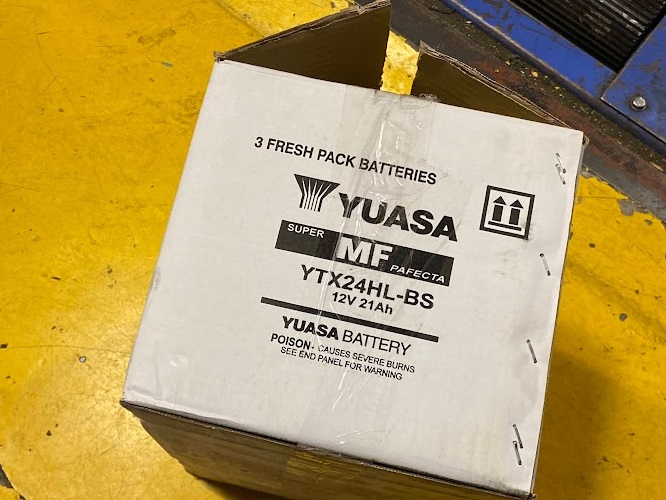 3 FRESH PACK BATTERIES
YUASA
SUPER MF PAFECTA
YTX24HL-BS
12V 21Ah
YUASA BATTERY
POISON- CAUSES SEVERE BURNS
SEE END PANEL FOR WARNING